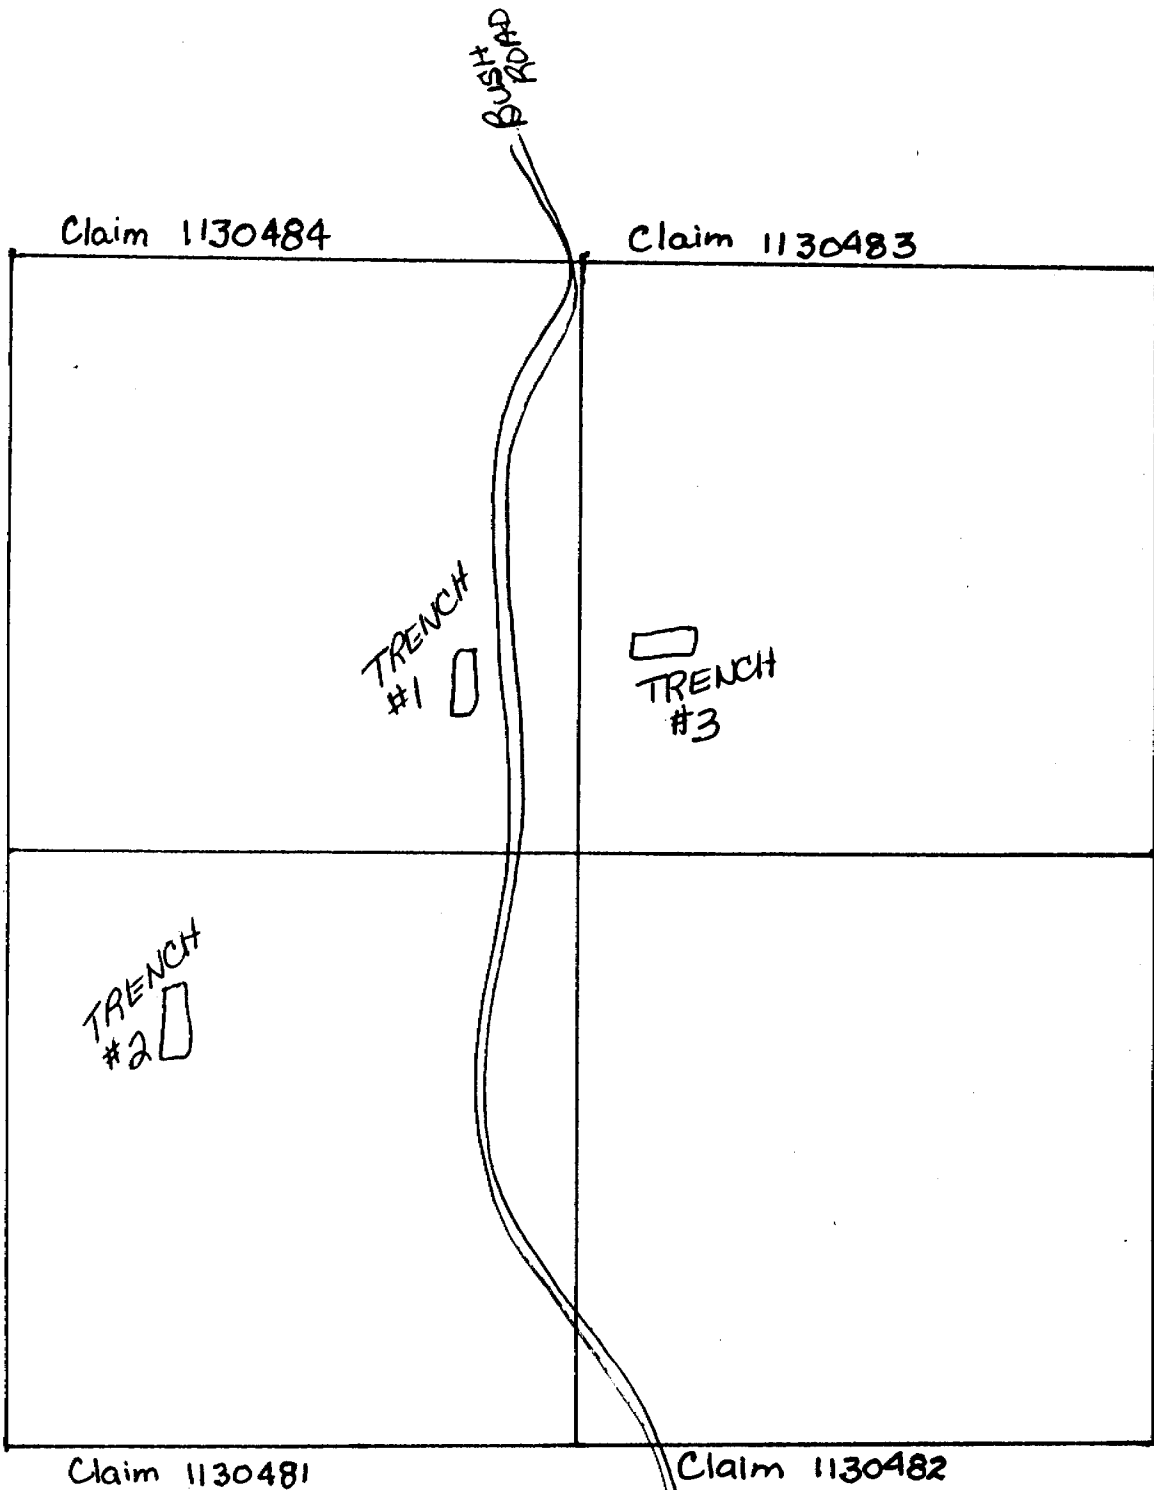 BUSH
ROAD
Claim 1130484
Claim 1130483
TRENCH
#1
TRENCH
#3
TRENCH
#2
Claim 1130481
Claim 1130482